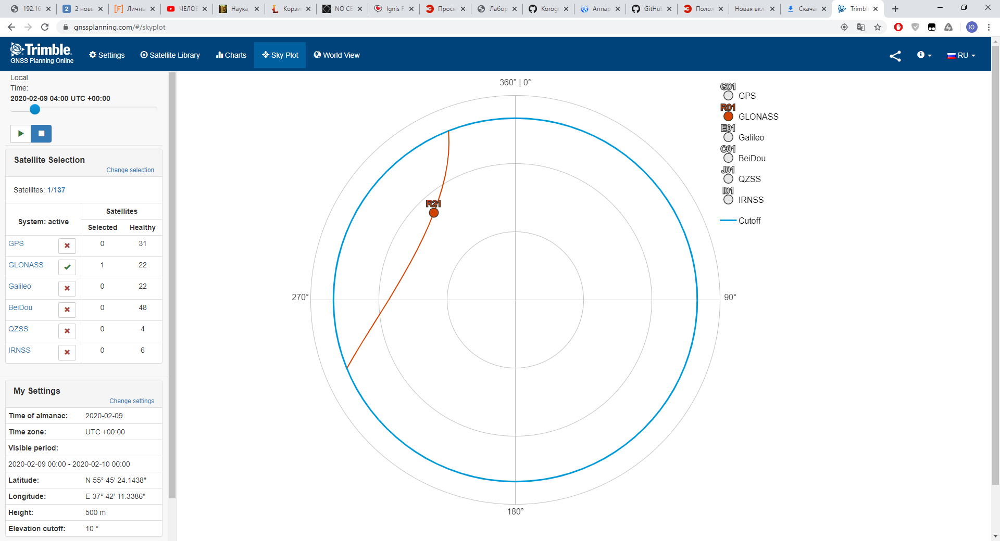 192.16
2 новы
[F] Личны
ЧЕЛОЕ
Наука,
Корзи
NO CE
Ignis F
Просм
Лабор
Korog
Аппар
GitHub
Полож
Новая вкл
Скача
Trimble
gnssplanning.com/#/skyplot
Ю
Trimble.
GNSS Planning Online
Settings
Satellite Library
Charts
Sky Plot
World View
RU
Local
Time:
2020-02-09 04:00 UTC +00:00
Satellite Selection
Change selection
Satellites: 1/137
System: active
Satellites
Selected Healthy
GPS 0 31
GLONASS 1 22
Galileo 0 22
BeiDou 0 48
QZSS 0 4
IRNSS 0 6
My Settings
Change settings
Time of almanac: 2020-02-09
Time zone: UTC +00:00
Visible period:
2020-02-09 00:00 - 2020-02-10 00:00
Latitude: N 55° 45' 24.1438"
Longitude: E 37° 42' 11.3386"
Height: 500 m
Elevation cutoff: 10 °
360° | 0°
R21
270°
90°
180°
G01
GPS
R01
GLONASS
E01
Galileo
C01
BeiDou
J01
QZSS
I01
IRNSS
Cutoff